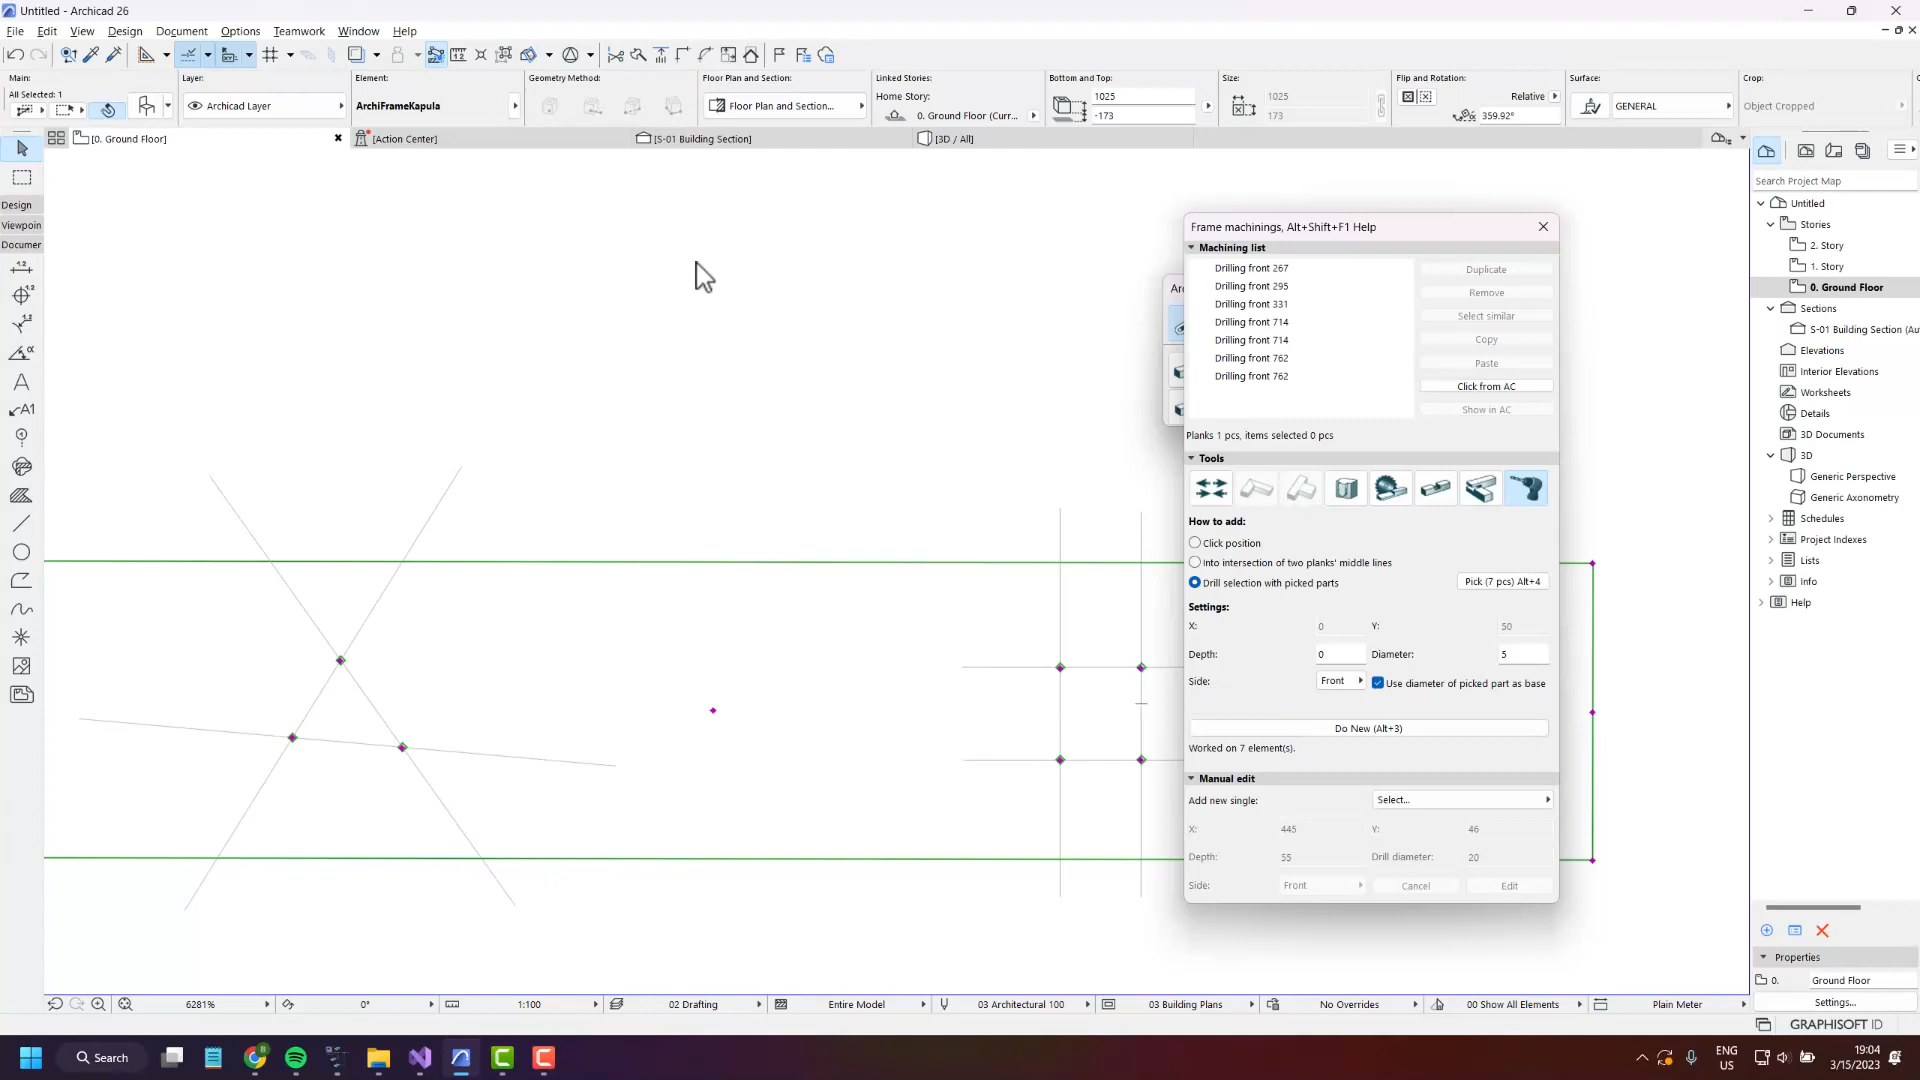 Untitled - Archicad 26
File Edit View Design Document Options Teamwork Window Help
Main: Layer: Element: Geometry Method: Floor Plan and Section: Linked Stories: Bottom and Top: Size: Flip and Rotation: Surface: Crop:
All Selected: 1 Home Story: 1025 1025 Relative
Archicad Layer ArchiFrameKapula Floor Plan and Section... GENERAL Object Cropped
0. Ground Floor (Curr... -173 173 359.92°
[0. Ground Floor] [Action Center] [S-01 Building Section] [3D / All]
Design
Viewpoin
Documer
Frame machinings, Alt+Shift+F1 Help
Machining list
Drilling front 267
Drilling front 295
Drilling front 331
Drilling front 714
Drilling front 714
Drilling front 762
Drilling front 762
Duplicate
Remove
Select similar
Copy
Paste
Click from AC
Show in AC
Planks 1 pcs, items selected 0 pcs
Tools
How to add:
Click position
Into intersection of two planks' middle lines
Drill selection with picked parts Pick (7 pcs) Alt+4
Settings:
X: 0 Y: 50
Depth: 0 Diameter: 5
Side: Front Use diameter of picked part as base
Do New (Alt+3)
Worked on 7 element(s).
Manual edit
Add new single: Select...
X: 445 Y: 46
Depth: 55 Drill diameter: 20
Side: Front Cancel Edit
Search Project Map
Untitled
Stories
2. Story
1. Story
0. Ground Floor
Sections
S-01 Building Section (Au
Elevations
Interior Elevations
Worksheets
Details
3D Documents
3D
Generic Perspective
Generic Axonometry
Schedules
Project Indexes
Lists
Info
Help
Properties
0. Ground Floor
Settings...
6281% 0° 1:100 02 Drafting Entire Model 03 Architectural 100 03 Building Plans No Overrides 00 Show All Elements Plain Meter
GRAPHISOFT ID
Search
ENG
US
19:04
3/15/2023